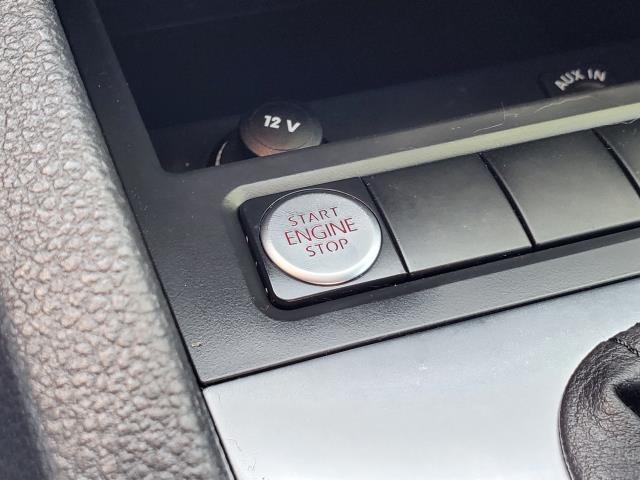 AUX IN
12 V
START
ENGINE
STOP